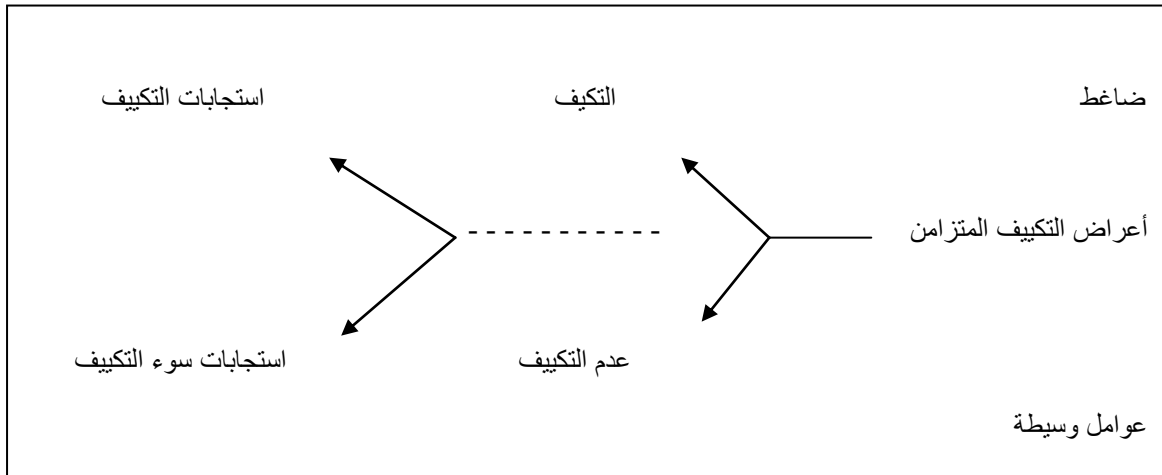 ضاغط
التكيف
استجابات التكييف
أعراض التكييف المتزامن
عدم التكييف
استجابات سوء التكييف
عوامل وسيطة